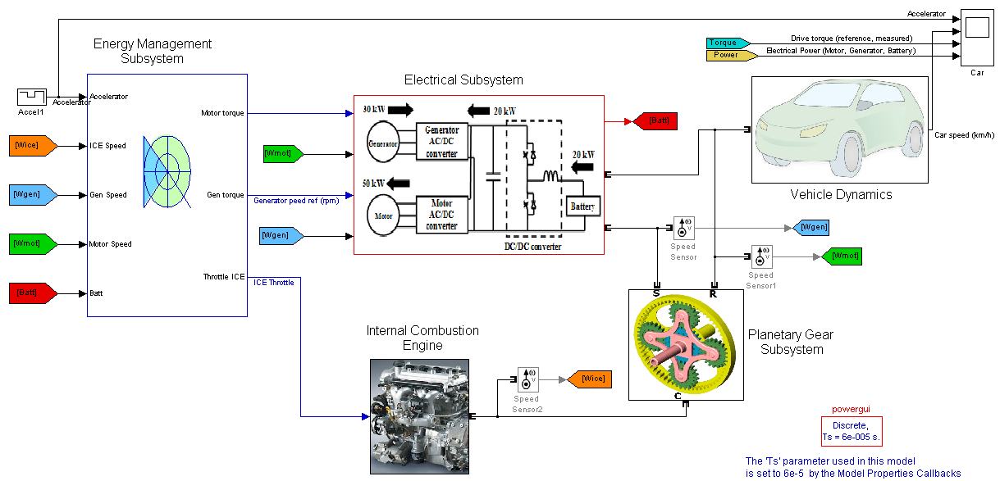 Accelerator
Energy Management
Subsystem
Torque
Drive torque (reference, measured)
Power
Electrical Power (Motor, Generator, Battery)
Car
Accel1
Accelerator
Accelerator
Motor torque
[Wice]
ICE Speed
[Wgen]
Gen Speed
Gen torque
Generator peed ref (rpm)
[Wmot]
Motor Speed
Throttle ICE
ICE Throttle
[Batt]
Batt
Electrical Subsystem
30 kW
20 kW
Generator
Generator
AC/DC
converter
[Wmot]
20 kW
50 kW
Motor
Motor
AC/DC
converter
Battery
DC/DC converter
[Wgen]
[Batt]
Car speed (km/h)
Vehicle Dynamics
ω
v
Speed
Sensor
[Wgen]
ω
v
Speed
Sensor1
[Wmot]
S
R
C
Planetary Gear
Subsystem
Internal Combustion
Engine
ω
v
Speed
Sensor2
[Wice]
powergui
Discrete,
Ts = 6e-005 s.
The 'Ts' parameter used in this model
is set to 6e-5 by the Model Properties Callbacks